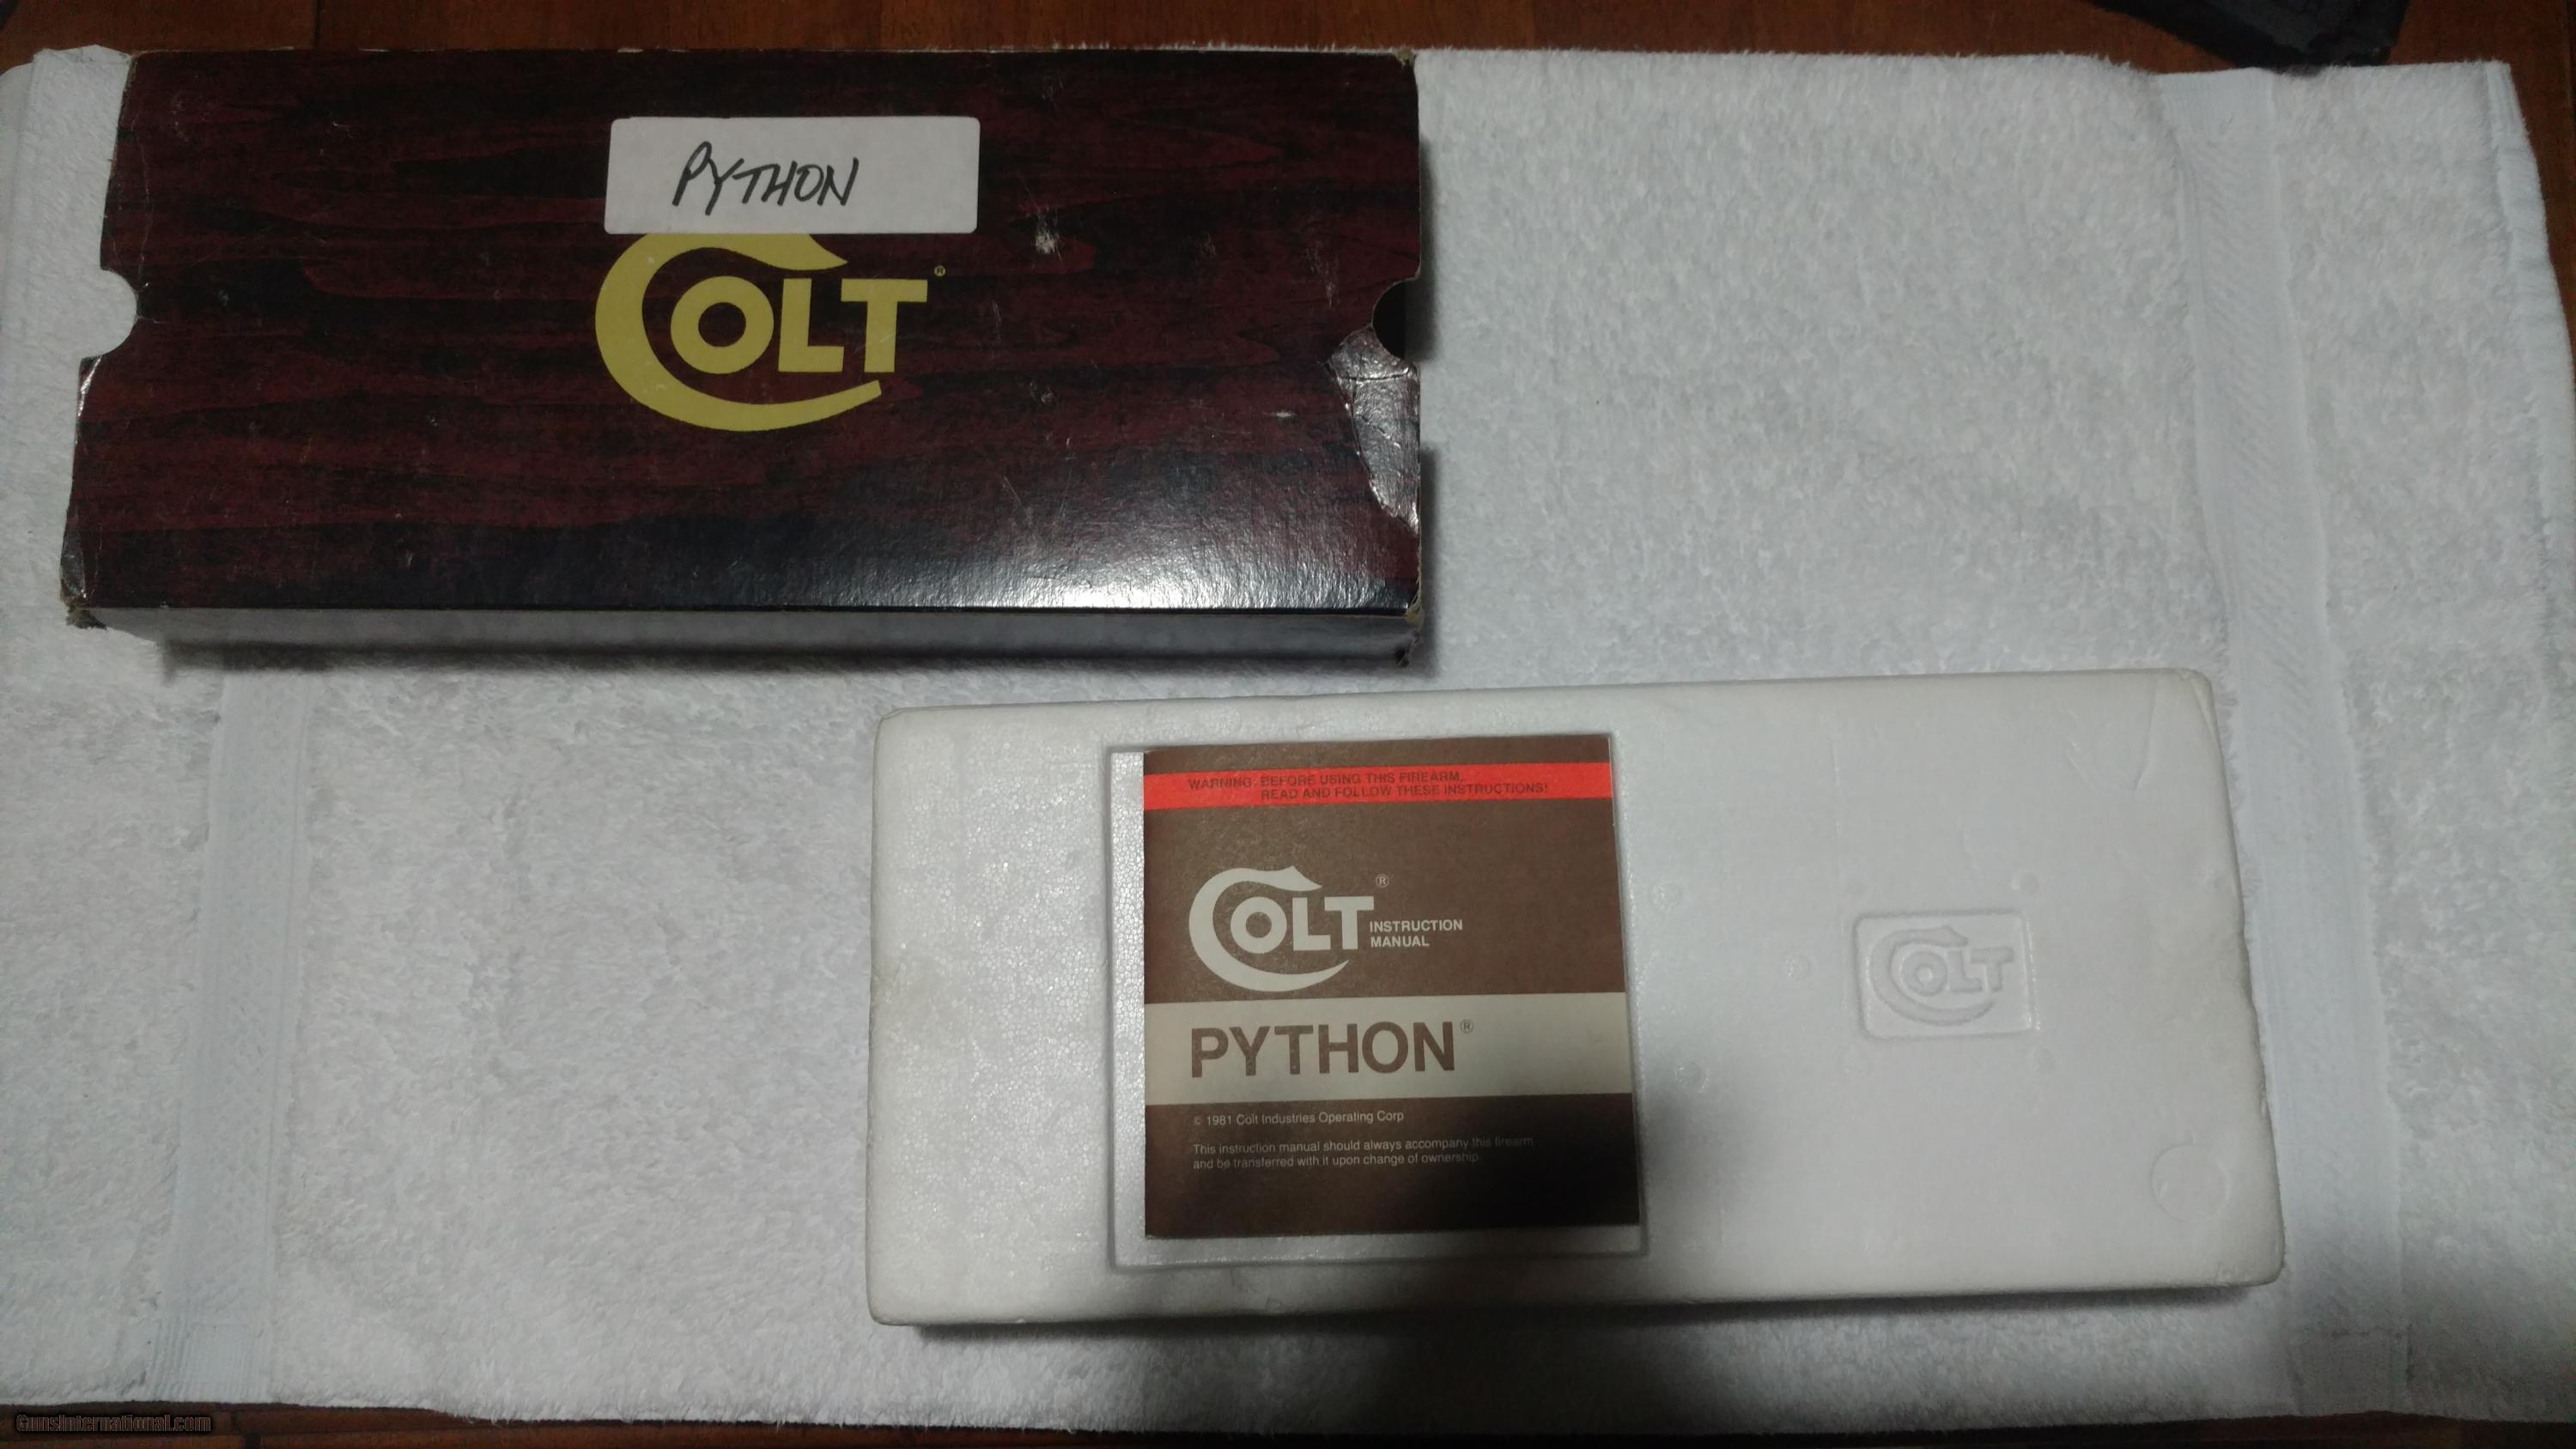 PYTHON
COLT®
WARNING: BEFORE USING THIS FIREARM,
READ AND FOLLOW THESE INSTRUCTIONS!
COLT® INSTRUCTION
MANUAL
PYTHON®
© 1981 Colt Industries Operating Corp
This instruction manual should always accompany this firearm
and be transferred with it upon change of ownership.
COLT
GunsInternational.com